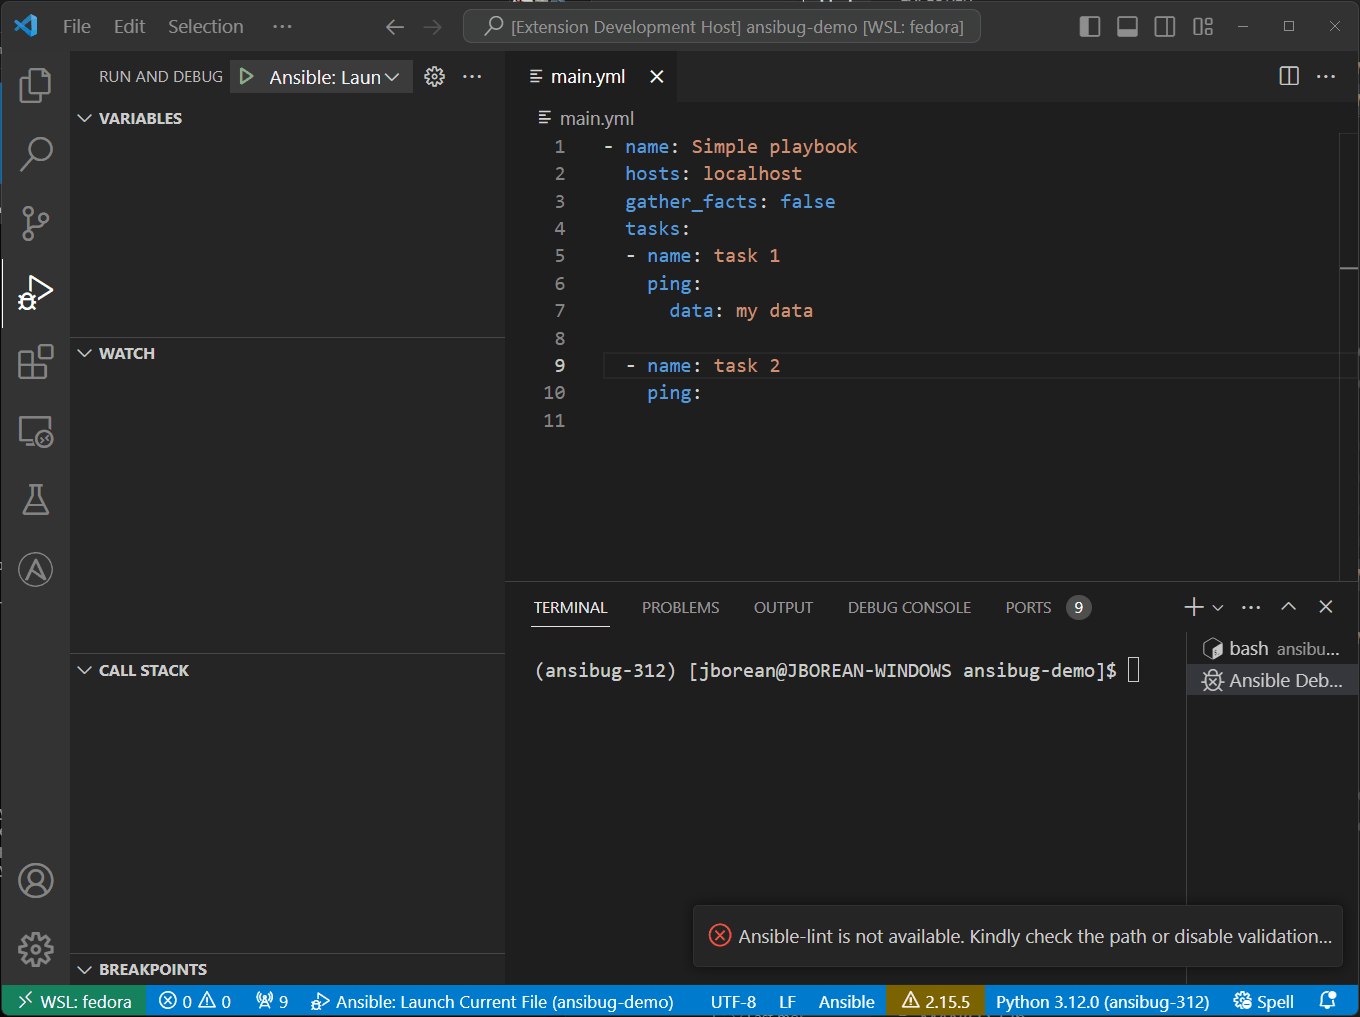 File Edit Selection ···
[Extension Development Host] ansibug-demo [WSL: fedora]
RUN AND DEBUG Ansible: Laun
VARIABLES
WATCH
CALL STACK
BREAKPOINTS
main.yml
main.yml
1 - name: Simple playbook
2 hosts: localhost
3 gather_facts: false
4 tasks:
5 - name: task 1
6 ping:
7 data: my data
8
9 - name: task 2
10 ping:
11
TERMINAL PROBLEMS OUTPUT DEBUG CONSOLE PORTS 9
(ansibug-312) [jborean@JBOREAN-WINDOWS ansibug-demo]$
bash ansibu...
Ansible Deb...
Ansible-lint is not available. Kindly check the path or disable validation...
WSL: fedora 0 0 9 Ansible: Launch Current File (ansibug-demo) UTF-8 LF Ansible 2.15.5 Python 3.12.0 (ansibug-312) Spell